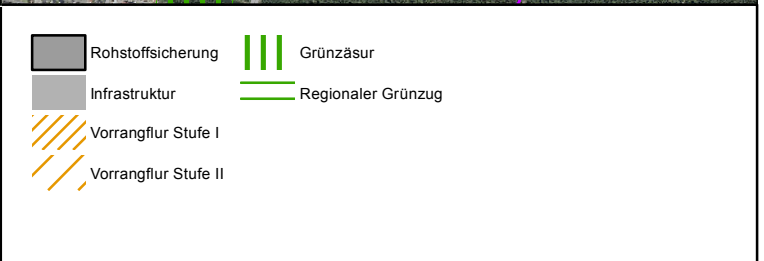 Rohstoffsicherung
Infrastruktur
Vorrangflur Stufe I
Vorrangflur Stufe II
Grünzäsur
Regionaler Grünzug